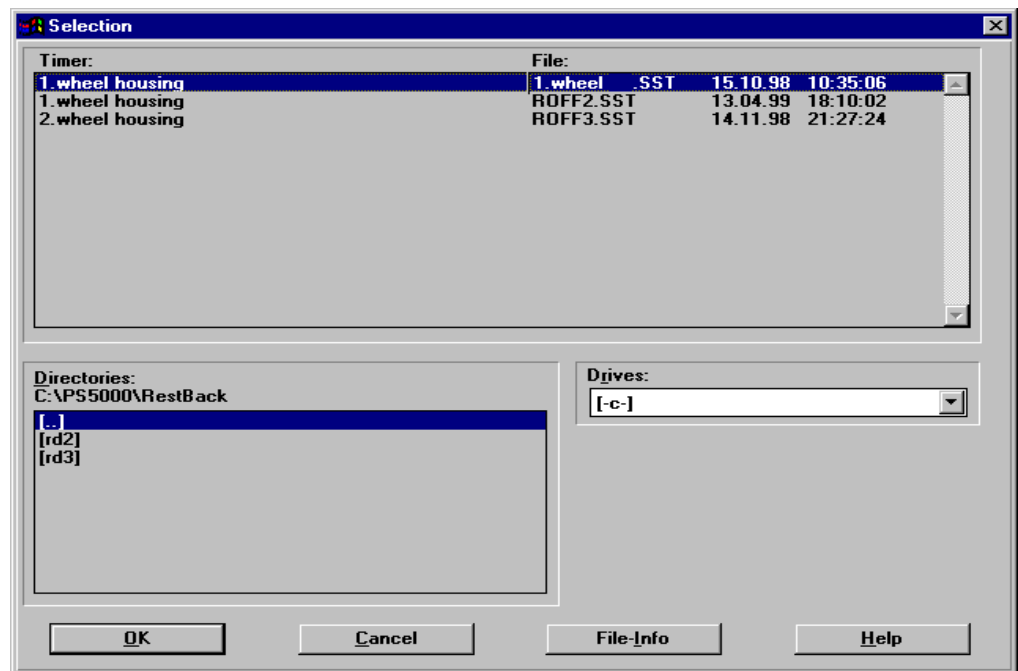 Selection
Timer: File:
1.wheel housing 1.wheel .SST 15.10.98 10:35:06
1.wheel housing ROFF2.SST 13.04.99 18:10:02
2.wheel housing ROFF3.SST 14.11.98 21:27:24
Directories:
C:\PS5000\RestBack
[..]
[rd2]
[rd3]
Drives:
[-c-]
OK Cancel File-Info Help